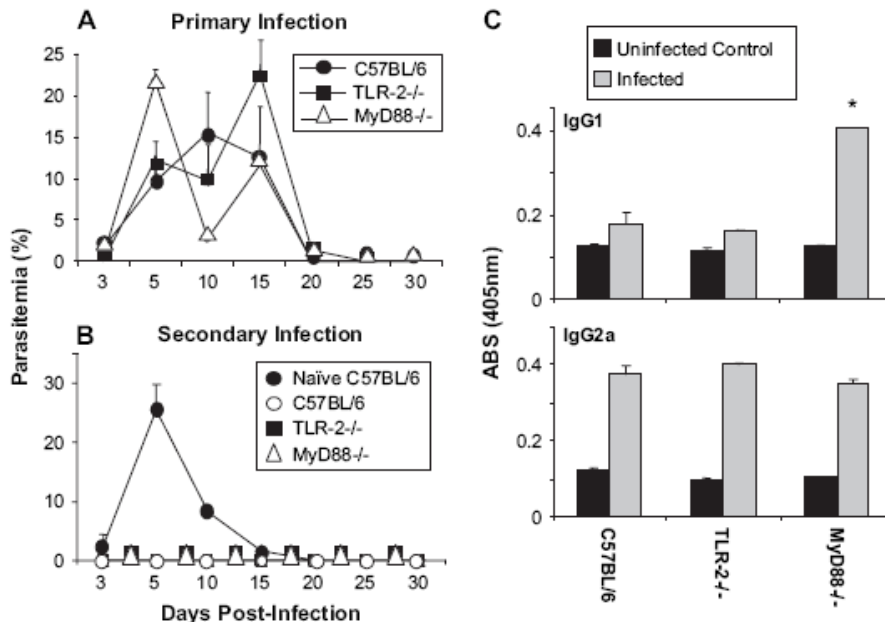 A
Primary Infection
25
20
15
10
5
0
C57BL/6
TLR-2-/-
MyD88-/-
3 5 10 15 20 25 30
Parasitemia (%)
B
Secondary Infection
30
20
10
0
Naïve C57BL/6
C57BL/6
TLR-2-/-
MyD88-/-
3 5 10 15 20 25 30
Days Post-Infection
C
Uninfected Control
Infected
IgG1
*
0.4
0.2
0
ABS (405nm)
IgG2a
0.4
0.2
0
C57BL/6
TLR-2-/-
MyD88-/-